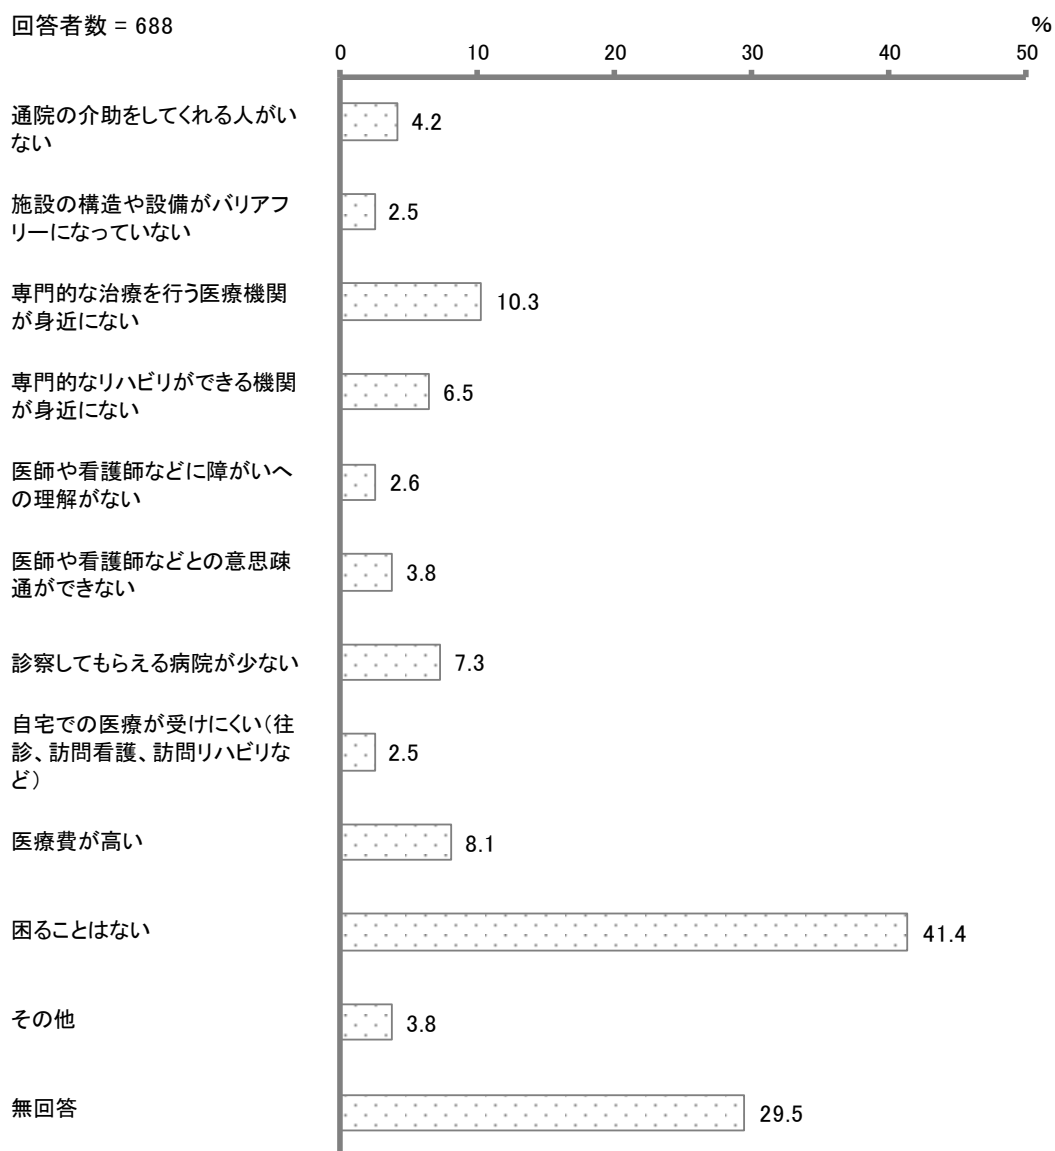 回答者数 = 688
%
0 10 20 30 40 50
通院の介助をしてくれる人がい
ない
4.2
施設の構造や設備がバリアフ
リーになっていない
2.5
専門的な治療を行う医療機関
が身近にない
10.3
専門的なリハビリができる機関
が身近にない
6.5
医師や看護師などに障がいへ
の理解がない
2.6
医師や看護師などとの意思疎
通ができない
3.8
診察してもらえる病院が少ない
7.3
自宅での医療が受けにくい（往
診、訪問看護、訪問リハビリな
ど）
2.5
医療費が高い
8.1
困ることはない
41.4
その他
3.8
無回答
29.5